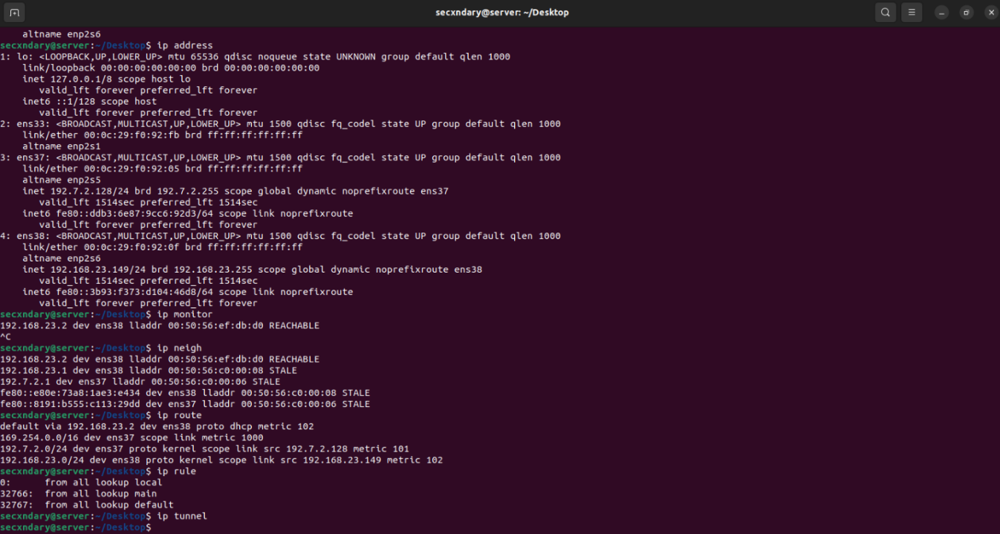 secxndary@server: ~/Desktop
    altname enp2s6
secxndary@server:~/Desktop$ ip address
1: lo: <LOOPBACK,UP,LOWER_UP> mtu 65536 qdisc noqueue state UNKNOWN group default qlen 1000
    link/loopback 00:00:00:00:00:00 brd 00:00:00:00:00:00
    inet 127.0.0.1/8 scope host lo
       valid_lft forever preferred_lft forever
    inet6 ::1/128 scope host
       valid_lft forever preferred_lft forever
2: ens33: <BROADCAST,MULTICAST,UP,LOWER_UP> mtu 1500 qdisc fq_codel state UP group default qlen 1000
    link/ether 00:0c:29:f0:92:fb brd ff:ff:ff:ff:ff:ff
    altname enp2s1
3: ens37: <BROADCAST,MULTICAST,UP,LOWER_UP> mtu 1500 qdisc fq_codel state UP group default qlen 1000
    link/ether 00:0c:29:f0:92:05 brd ff:ff:ff:ff:ff:ff
    altname enp2s5
    inet 192.7.2.128/24 brd 192.7.2.255 scope global dynamic noprefixroute ens37
       valid_lft 1514sec preferred_lft 1514sec
    inet6 fe80::ddb3:6e87:9cc6:92d3/64 scope link noprefixroute
       valid_lft forever preferred_lft forever
4: ens38: <BROADCAST,MULTICAST,UP,LOWER_UP> mtu 1500 qdisc fq_codel state UP group default qlen 1000
    link/ether 00:0c:29:f0:92:0f brd ff:ff:ff:ff:ff:ff
    altname enp2s6
    inet 192.168.23.149/24 brd 192.168.23.255 scope global dynamic noprefixroute ens38
       valid_lft 1514sec preferred_lft 1514sec
    inet6 fe80::3b93:f373:d104:46d8/64 scope link noprefixroute
       valid_lft forever preferred_lft forever
secxndary@server:~/Desktop$ ip monitor
192.168.23.2 dev ens38 lladdr 00:50:56:ef:db:d0 REACHABLE
^C
secxndary@server:~/Desktop$ ip neigh
192.168.23.2 dev ens38 lladdr 00:50:56:ef:db:d0 REACHABLE
192.168.23.1 dev ens38 lladdr 00:50:56:c0:00:08 STALE
192.7.2.1 dev ens37 lladdr 00:50:56:c0:00:06 STALE
fe80::e80e:73a8:1ae3:e434 dev ens38 lladdr 00:50:56:c0:00:08 STALE
fe80::8191:b555:c113:29dd dev ens37 lladdr 00:50:56:c0:00:06 STALE
secxndary@server:~/Desktop$ ip route
default via 192.168.23.2 dev ens38 proto dhcp metric 102
169.254.0.0/16 dev ens37 scope link metric 1000
192.7.2.0/24 dev ens37 proto kernel scope link src 192.7.2.128 metric 101
192.168.23.0/24 dev ens38 proto kernel scope link src 192.168.23.149 metric 102
secxndary@server:~/Desktop$ ip rule
0:      from all lookup local
32766:  from all lookup main
32767:  from all lookup default
secxndary@server:~/Desktop$ ip tunnel
secxndary@server:~/Desktop$